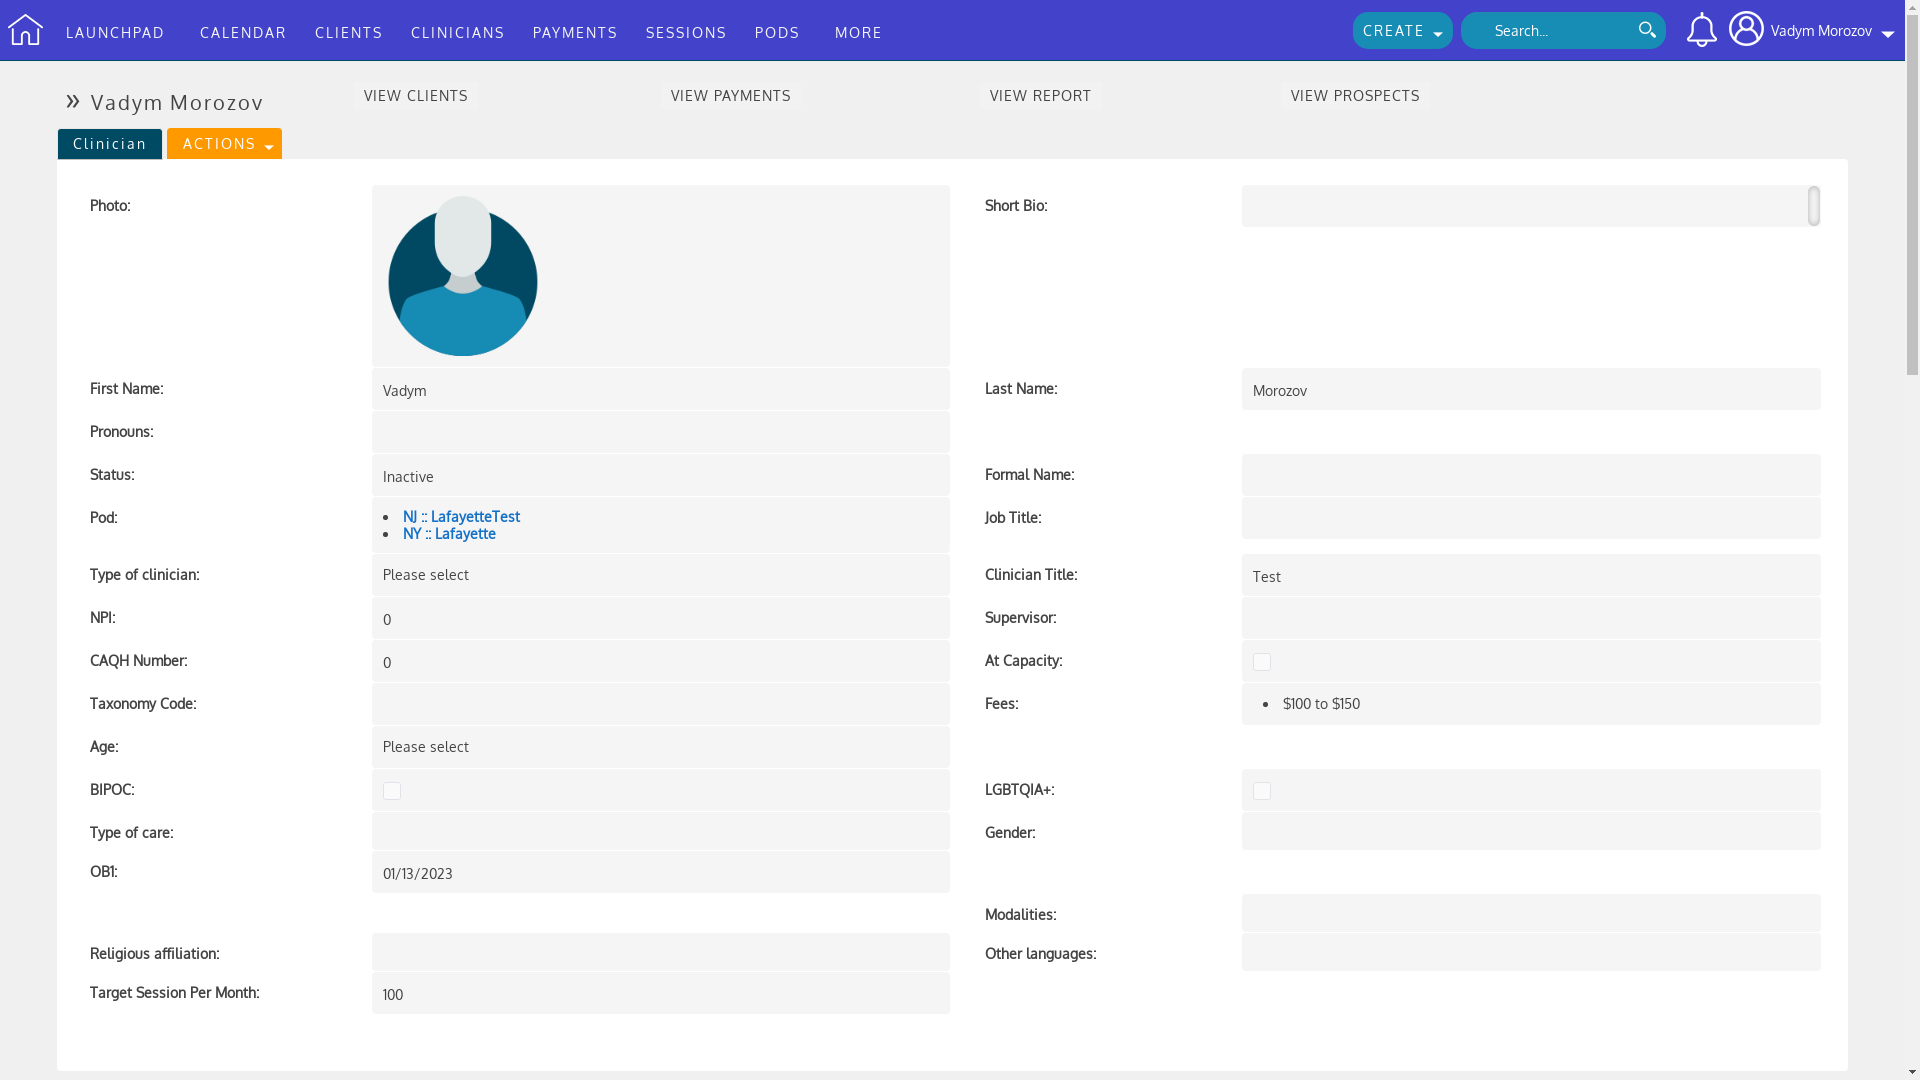 LAUNCHPAD CALENDAR CLIENTS CLINICIANS PAYMENTS SESSIONS PODS MORE CREATE Search... Vadym Morozov
» Vadym Morozov VIEW CLIENTS VIEW PAYMENTS VIEW REPORT VIEW PROSPECTS
Clinician ACTIONS
Photo: Short Bio:
First Name: Vadym Last Name: Morozov
Pronouns:
Status: Inactive Formal Name:
Pod: • NJ :: LafayetteTest Job Title:
• NY :: Lafayette
Type of clinician: Please select Clinician Title: Test
NPI: 0 Supervisor:
CAQH Number: 0 At Capacity:
Taxonomy Code: Fees: • $100 to $150
Age: Please select
BIPOC: LGBTQIA+:
Type of care: Gender:
OB1: 01/13/2023
Modalities:
Religious affiliation: Other languages:
Target Session Per Month: 100